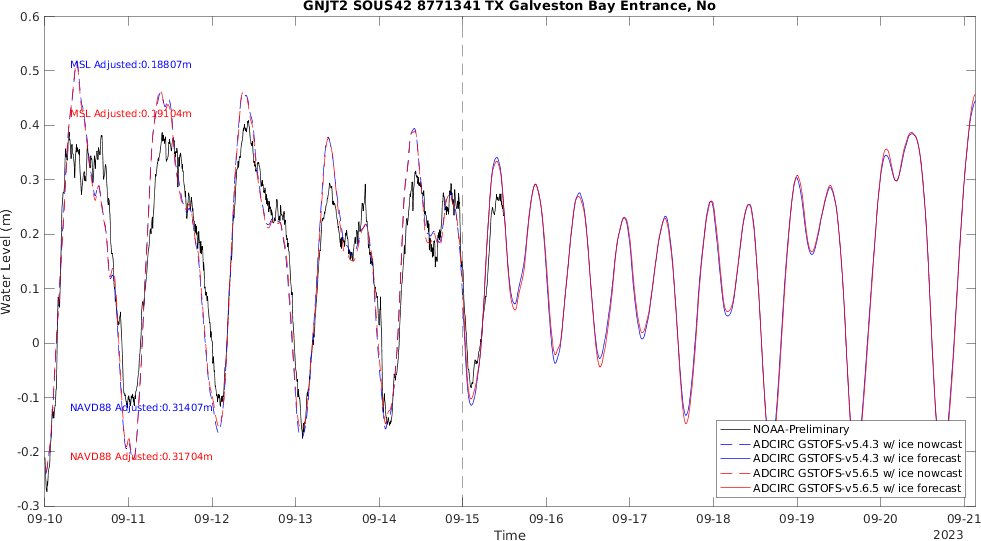 GNJT2 SOUS42 8771341 TX Galveston Bay Entrance, No
0.6
0.5
0.4
0.3
0.2
0.1
0
-0.1
-0.2
-0.3
Water Level (m)
MSL Adjusted:0.18807m
MSL Adjusted:0.19104m
NAVD88 Adjusted:0.31407m
NAVD88 Adjusted:0.31704m
NOAA-Preliminary
ADCIRC GSTOFS-v5.4.3 w/ ice nowcast
ADCIRC GSTOFS-v5.4.3 w/ ice forecast
ADCIRC GSTOFS-v5.6.5 w/ ice nowcast
ADCIRC GSTOFS-v5.6.5 w/ ice forecast
09-10 09-11 09-12 09-13 09-14 09-15 09-16 09-17 09-18 09-19 09-20 09-21
Time
2023